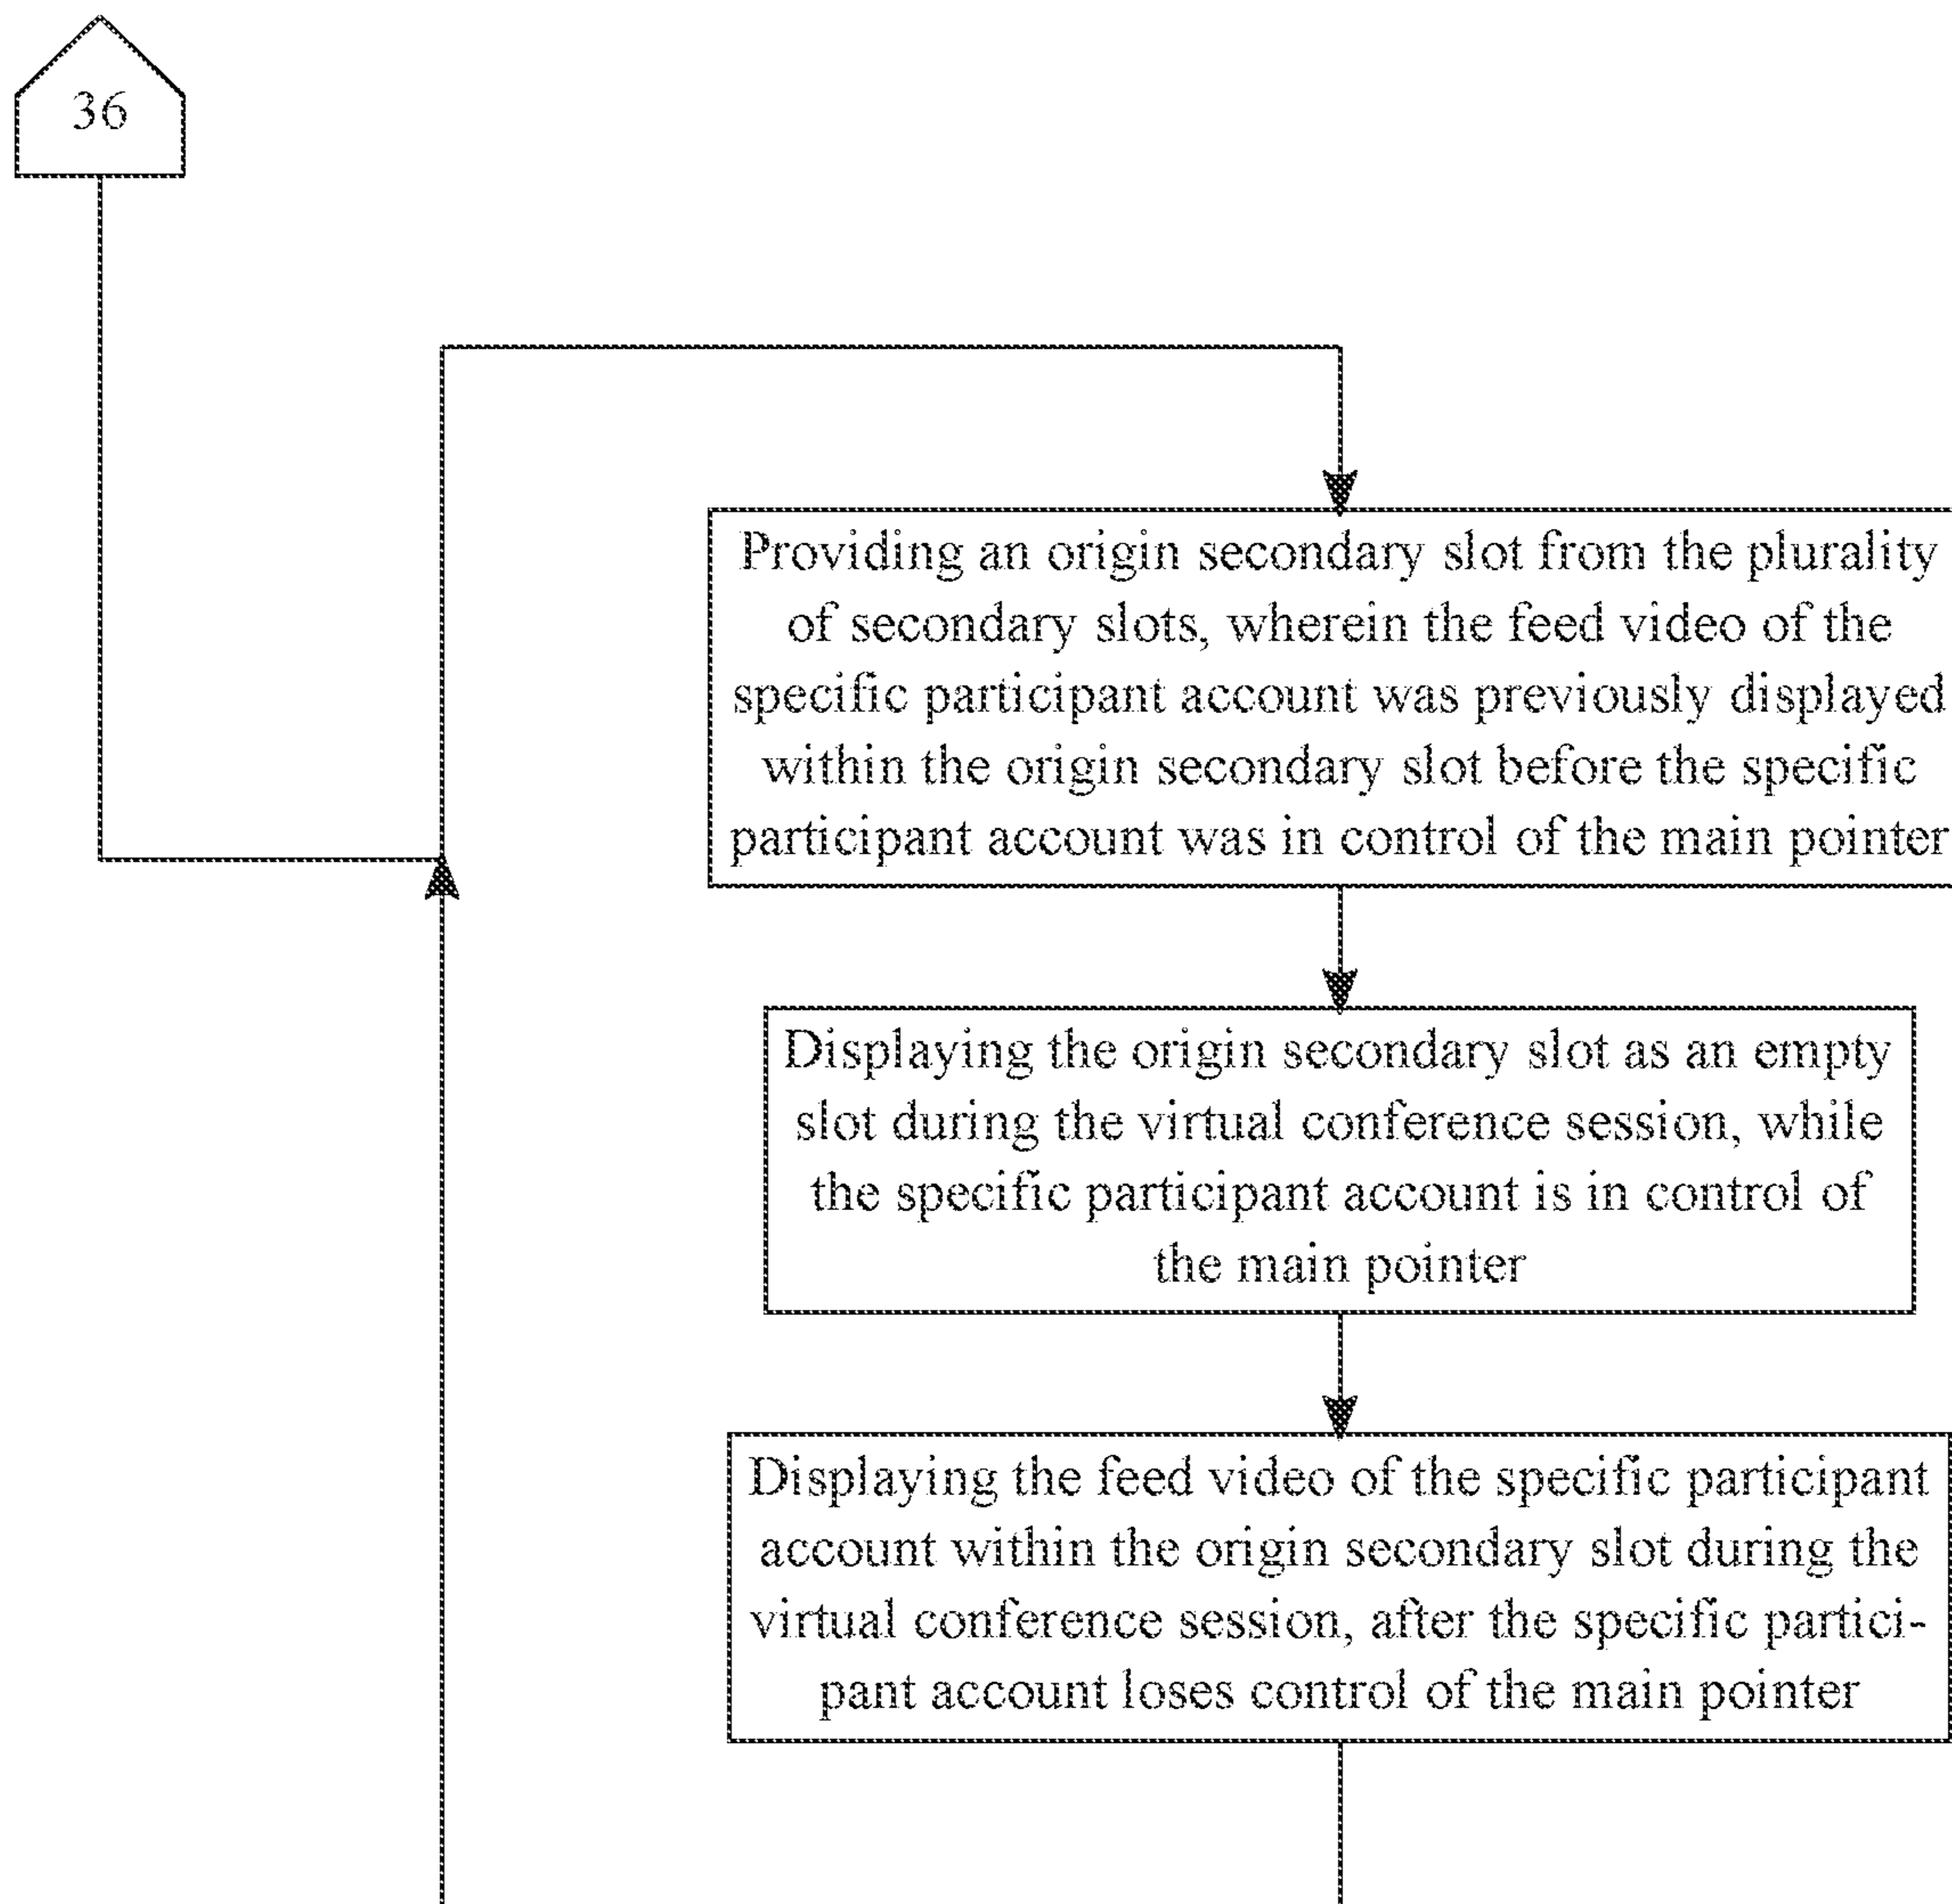 36
Providing an origin secondary slot from the plurality
of secondary slots, wherein the feed video of the
specific participant account was previously displayed
within the origin secondary slot before the specific
participant account was in control of the main pointer
Displaying the origin secondary slot as an empty
slot during the virtual conference session, while
the specific participant account is in control of
the main pointer
Displaying the feed video of the specific participant
account within the origin secondary slot during the
virtual conference session, after the specific partici-
pant account loses control of the main pointer